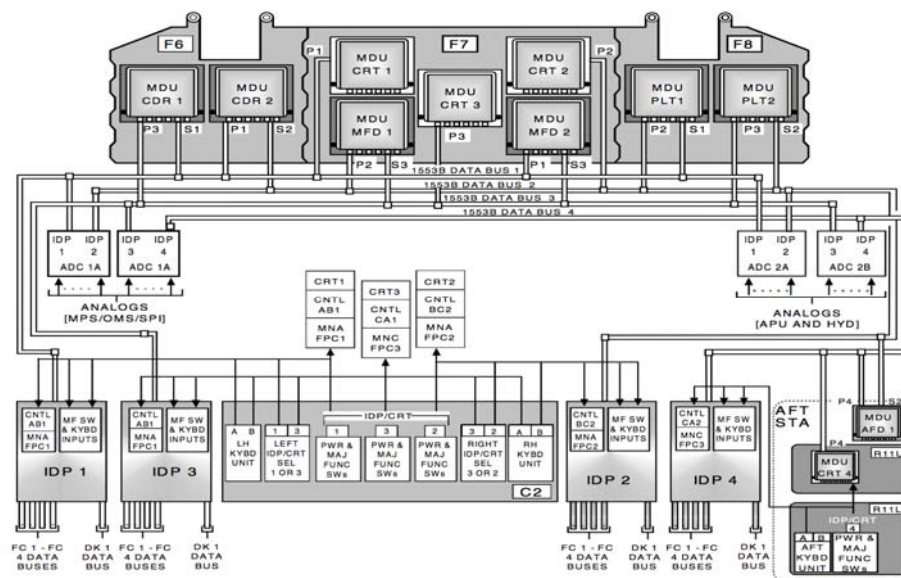 F6
F7
F8
P1
P2
MDU
CDR 1
MDU
CDR 2
MDU
CRT 1
MDU
CRT 2
MDU
CRT 3
MDU
MFD 1
MDU
MFD 2
MDU
PLT1
MDU
PLT2
P3 S1 P1 S2
P2 S3
P3
P1 S3
P2 S1 P3 S2
1553B DATA BUS 1
1553B DATA BUS 2
1553B DATA BUS 3
1553B DATA BUS 4
IDP IDP
1 2
ADC 1A
IDP IDP
3 4
ADC 1A
ANALOGS
[MPS/OMS/SPI]
IDP IDP
1 2
ADC 2A
IDP IDP
3 4
ADC 2B
ANALOGS
[APU AND HYD]
CRT1
CNTL
AB1
MNA
FPC1
CRT3
CNTL
CA1
MNC
FPC3
CRT2
CNTL
BC2
MNA
FPC2
CNTL
AB1
MNA
FPC1
MF SW
& KYBD
INPUTS
IDP 1
CNTL
AB1
MNA
FPC1
MF SW
& KYBD
INPUTS
IDP 3
A B
LH
KYBD
UNIT
1 3
LEFT
IDP/CRT
SEL
1 OR 3
IDP/CRT
1
PWR &
MAJ
FUNC
SWs
3
PWR &
MAJ
FUNC
SWs
2
PWR &
MAJ
FUNC
SWs
3 2
RIGHT
IDP/CRT
SEL
3 OR 2
A B
RH
KYBD
UNIT
C2
CNTL
BC2
MNA
FPC2
MF SW
& KYBD
INPUTS
IDP 2
CNTL
CA2
MNC
FPC3
MF SW
& KYBD
INPUTS
IDP 4
AFT
STA
P4 S2
MDU
AFD 1
P4
R11L
MDU
CRT 4
R11L
IDP/CRT
4
A B
AFT
KYBD
UNIT
PWR &
MAJ
FUNC
SWs
FC 1 - FC
4 DATA
BUSES
DK 1
DATA
BUS
FC 1 - FC
4 DATA
BUSES
DK 1
DATA
BUS
FC 1 - FC
4 DATA
BUSES
DK 1
DATA
BUS
FC 1 - FC
4 DATA
BUSES
DK 1
DATA
BUS